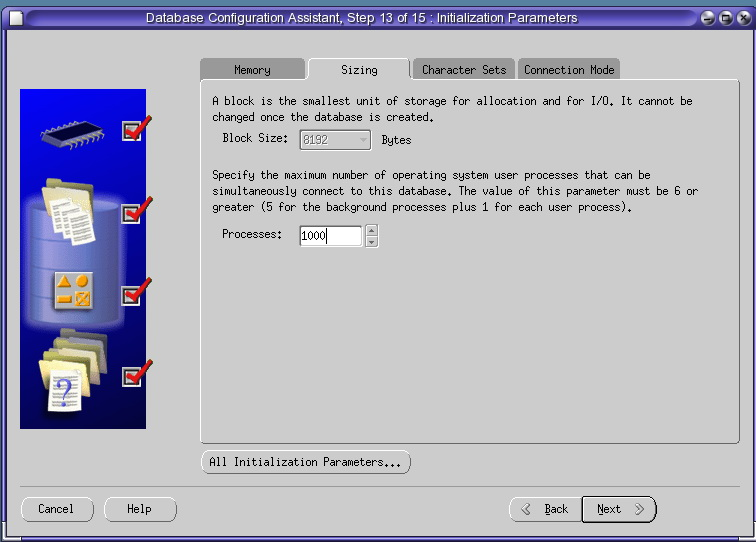 Database Configuration Assistant, Step 13 of 15 : Initialization Parameters
Memory Sizing Character Sets Connection Mode
A block is the smallest unit of storage for allocation and for I/O. It cannot be
changed once the database is created.
Block Size: 8192 Bytes
Specify the maximum number of operating system user processes that can be
simultaneously connect to this database. The value of this parameter must be 6 or
greater (5 for the background processes plus 1 for each user process).
Processes: 1000
?
All Initialization Parameters...
Cancel Help Back Next